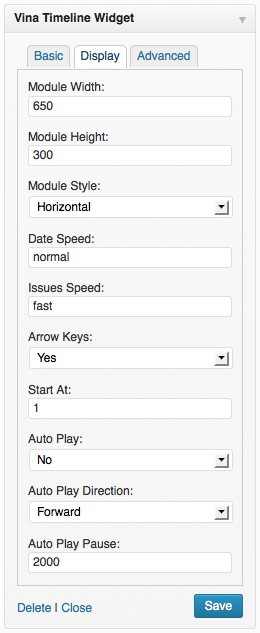 Vina Timeline Widget
Basic Display Advanced
Module Width:
650
Module Height:
300
Module Style:
Horizontal
Date Speed:
normal
Issues Speed:
fast
Arrow Keys:
Yes
Start At:
1
Auto Play:
No
Auto Play Direction:
Forward
Auto Play Pause:
2000
Delete | Close Save